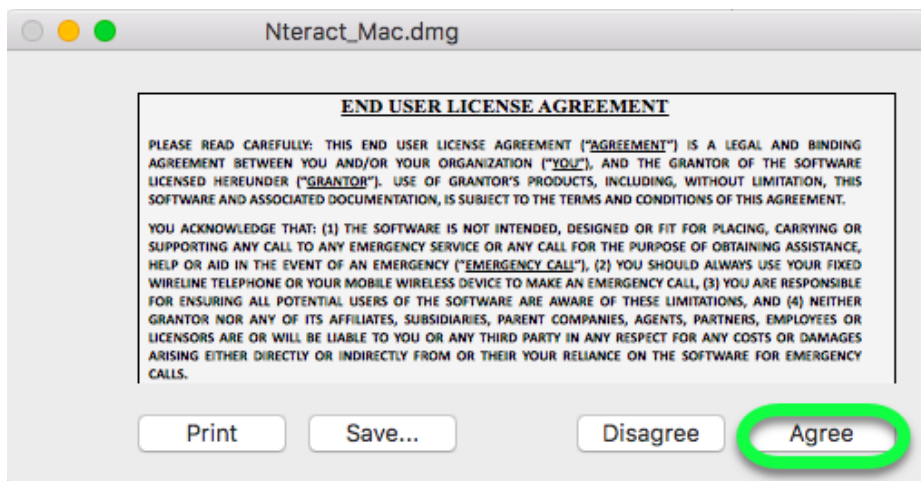 Nteract_Mac.dmg
END USER LICENSE AGREEMENT
PLEASE READ CAREFULLY: THIS END USER LICENSE AGREEMENT ("AGREEMENT") IS A LEGAL AND BINDING
AGREEMENT BETWEEN YOU AND/OR YOUR ORGANIZATION ("YOU"), AND THE GRANTOR OF THE SOFTWARE
LICENSED HEREUNDER ("GRANTOR"). USE OF GRANTOR'S PRODUCTS, INCLUDING, WITHOUT LIMITATION, THIS
SOFTWARE AND ASSOCIATED DOCUMENTATION, IS SUBJECT TO THE TERMS AND CONDITIONS OF THIS AGREEMENT.
YOU ACKNOWLEDGE THAT: (1) THE SOFTWARE IS NOT INTENDED, DESIGNED OR FIT FOR PLACING, CARRYING OR
SUPPORTING ANY CALL TO ANY EMERGENCY SERVICE OR ANY CALL FOR THE PURPOSE OF OBTAINING ASSISTANCE,
HELP OR AID IN THE EVENT OF AN EMERGENCY ("EMERGENCY CALL"), (2) YOU SHOULD ALWAYS USE YOUR FIXED
WIRELINE TELEPHONE OR YOUR MOBILE WIRELESS DEVICE TO MAKE AN EMERGENCY CALL, (3) YOU ARE RESPONSIBLE
FOR ENSURING ALL POTENTIAL USERS OF THE SOFTWARE ARE AWARE OF THESE LIMITATIONS, AND (4) NEITHER
GRANTOR NOR ANY OF ITS AFFILIATES, SUBSIDIARIES, PARENT COMPANIES, AGENTS, PARTNERS, EMPLOYEES OR
LICENSORS ARE OR WILL BE LIABLE TO YOU OR ANY THIRD PARTY IN ANY RESPECT FOR ANY COSTS OR DAMAGES
ARISING EITHER DIRECTLY OR INDIRECTLY FROM OR THEIR YOUR RELIANCE ON THE SOFTWARE FOR EMERGENCY
CALLS.
Print Save... Disagree Agree